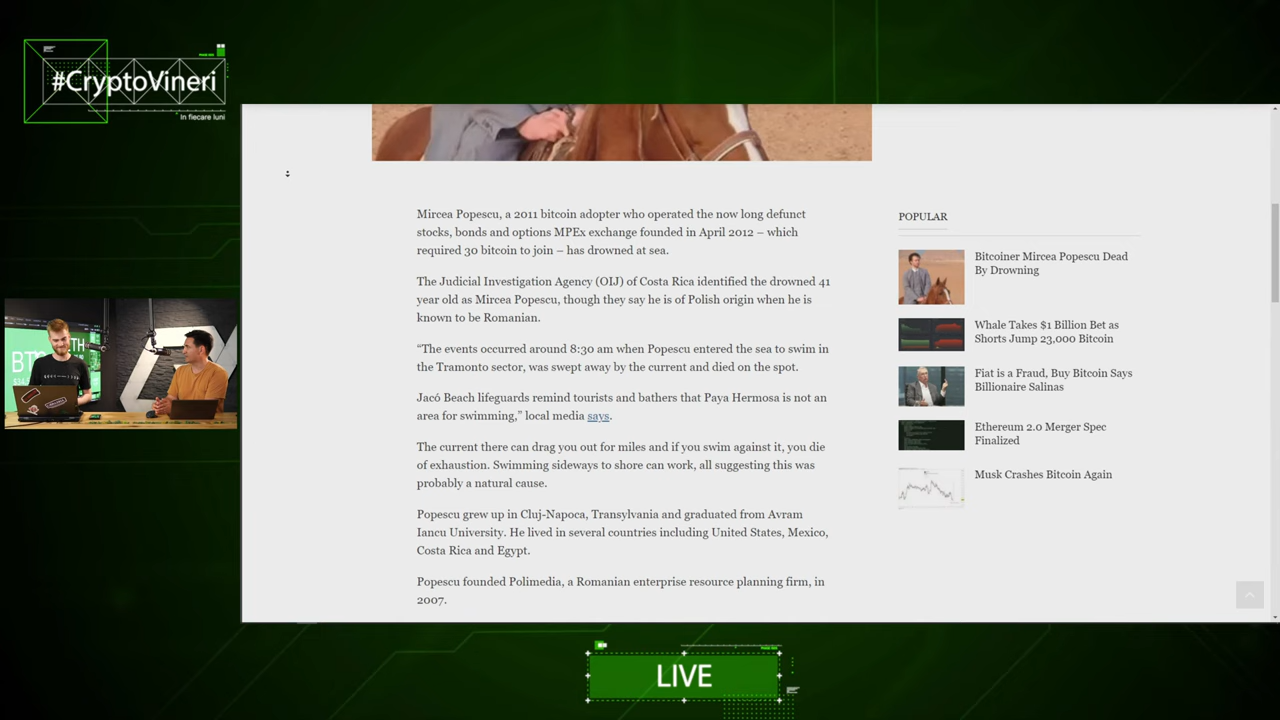 #CryptoVineri
In fiecare luni
Mircea Popescu, a 2011 bitcoin adopter who operated the now long defunct
stocks, bonds and options MPEx exchange founded in April 2012 – which
required 30 bitcoin to join – has drowned at sea.
The Judicial Investigation Agency (OIJ) of Costa Rica identified the drowned 41
year old as Mircea Popescu, though they say he is of Polish origin when he is
known to be Romanian.
“The events occurred around 8:30 am when Popescu entered the sea to swim in
the Tramonto sector, was swept away by the current and died on the spot.
Jacó Beach lifeguards remind tourists and bathers that Paya Hermosa is not an
area for swimming,” local media says.
The current there can drag you out for miles and if you swim against it, you die
of exhaustion. Swimming sideways to shore can work, all suggesting this was
probably a natural cause.
Popescu grew up in Cluj-Napoca, Transylvania and graduated from Avram
Iancu University. He lived in several countries including United States, Mexico,
Costa Rica and Egypt.
Popescu founded Polimedia, a Romanian enterprise resource planning firm, in
2007.
POPULAR
Bitcoiner Mircea Popescu Dead
By Drowning
Whale Takes $1 Billion Bet as
Shorts Jump 23,000 Bitcoin
Fiat is a Fraud, Buy Bitcoin Says
Billionaire Salinas
Ethereum 2.0 Merger Spec
Finalized
Musk Crashes Bitcoin Again
LIVE